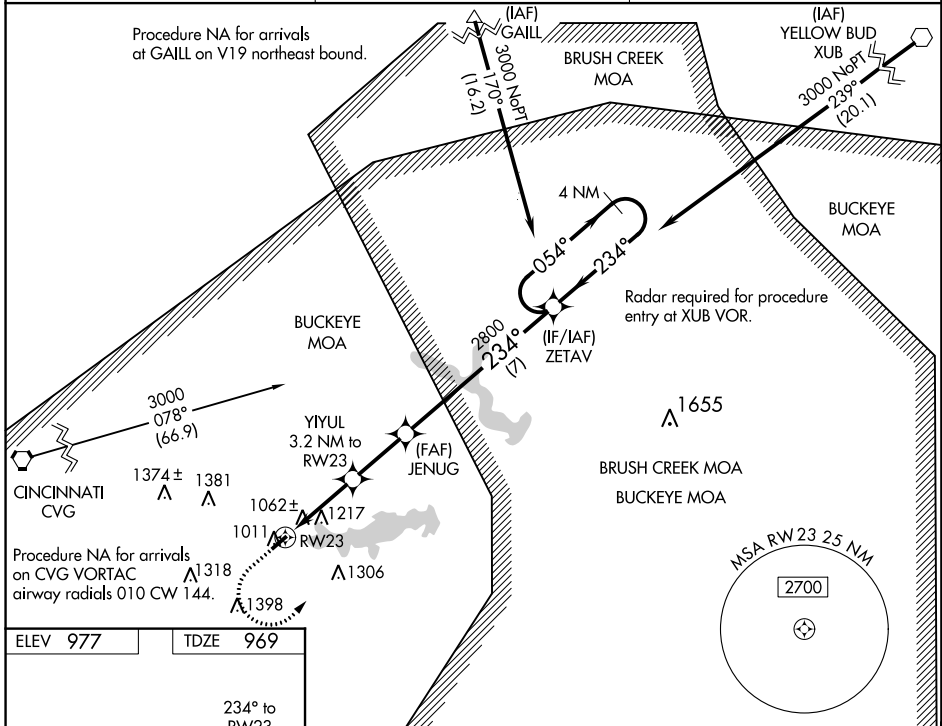 Procedure NA for arrivals
at GAILL on V19 northeast bound.
(IAF)
GAILL
3000 NoPT
170°
(16.2)
BRUSH CREEK
MOA
(IAF)
YELLOW BUD
XUB
3000 NoPT
239°
(20.1)
4 NM
054°
234°
BUCKEYE
MOA
Radar required for procedure
entry at XUB VOR.
BUCKEYE
MOA
2800
234°
(7)
(IF/IAF)
ZETAV
3000
078°
(66.9)
YIYUL
3.2 NM to
RW23
(FAF)
JENUG
1655
CINCINNATI
CVG
1374±
1381
BRUSH CREEK MOA
BUCKEYE MOA
1062±
1217
1011
RW23
Procedure NA for arrivals
on CVG VORTAC
airway radials 010 CW 144.
1318
1306
1398
MSA RW23 25 NM
2700
ELEV 977
TDZE 969
234° to
RW23